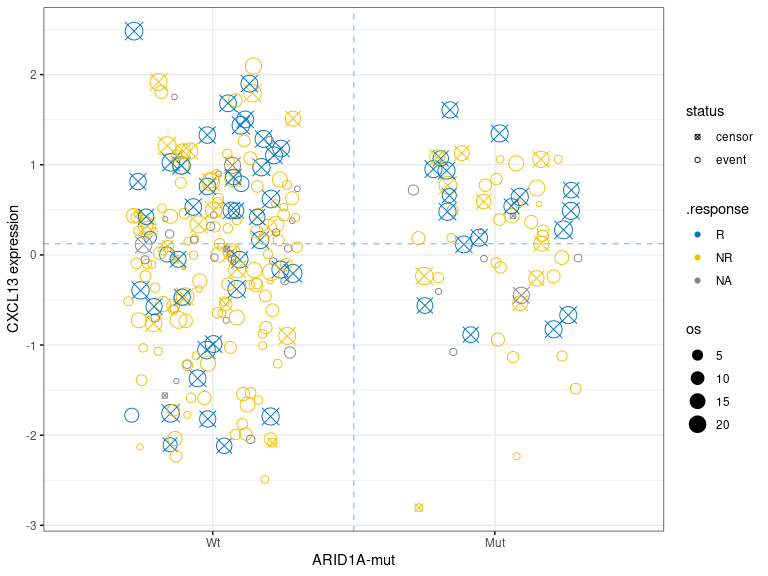 CXCL13 expression
2
1
0
-1
-2
-3
Wt
Mut
ARID1A-mut
status
censor
event
.response
R
NR
NA
os
5
10
15
20